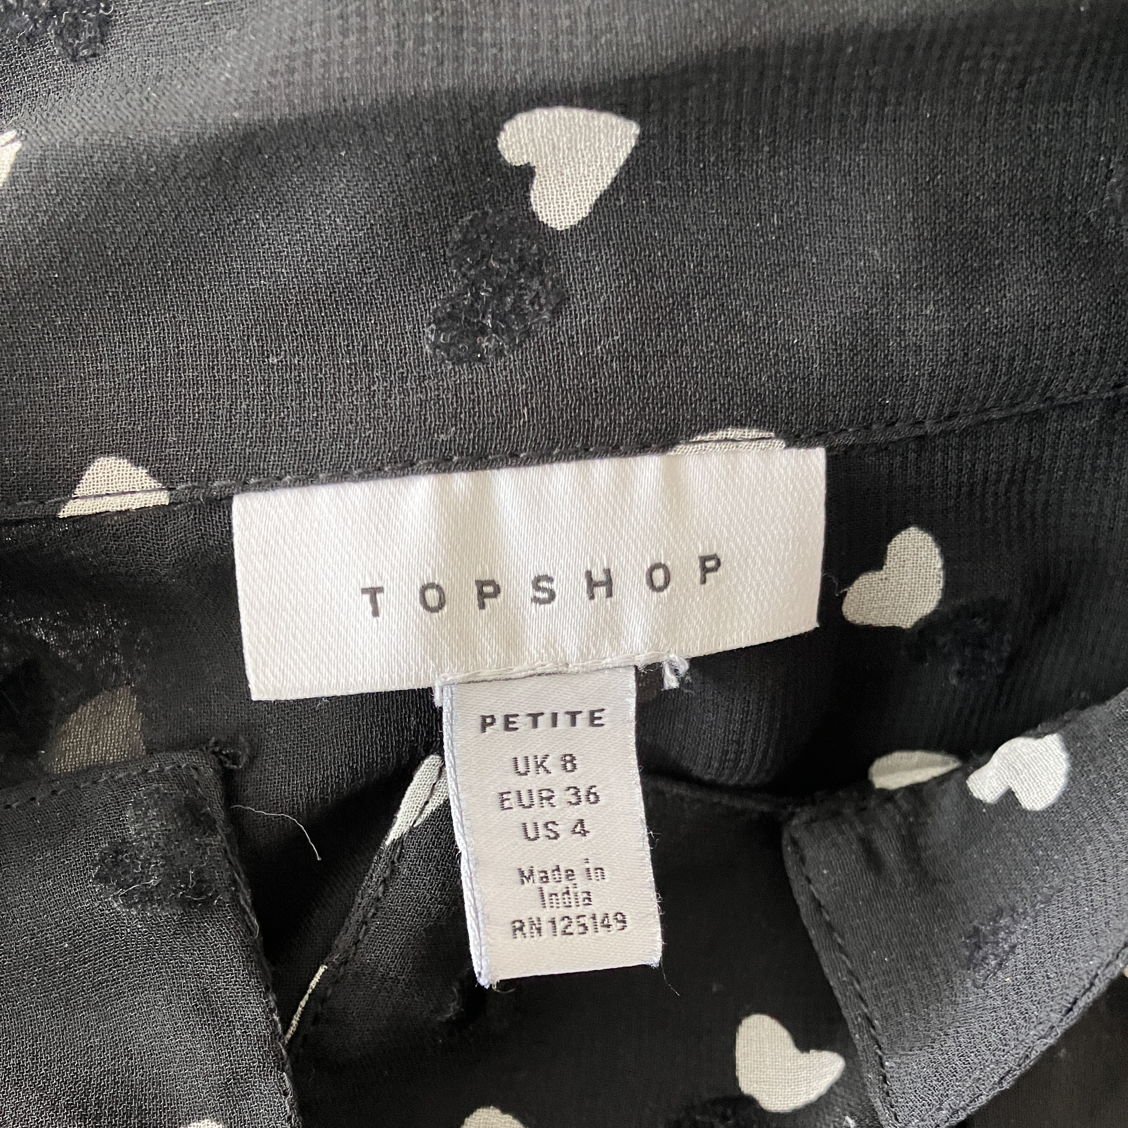 TOPSHOP
PETITE
UK 8
EUR 36
US 4
Made in
India
RN 125149